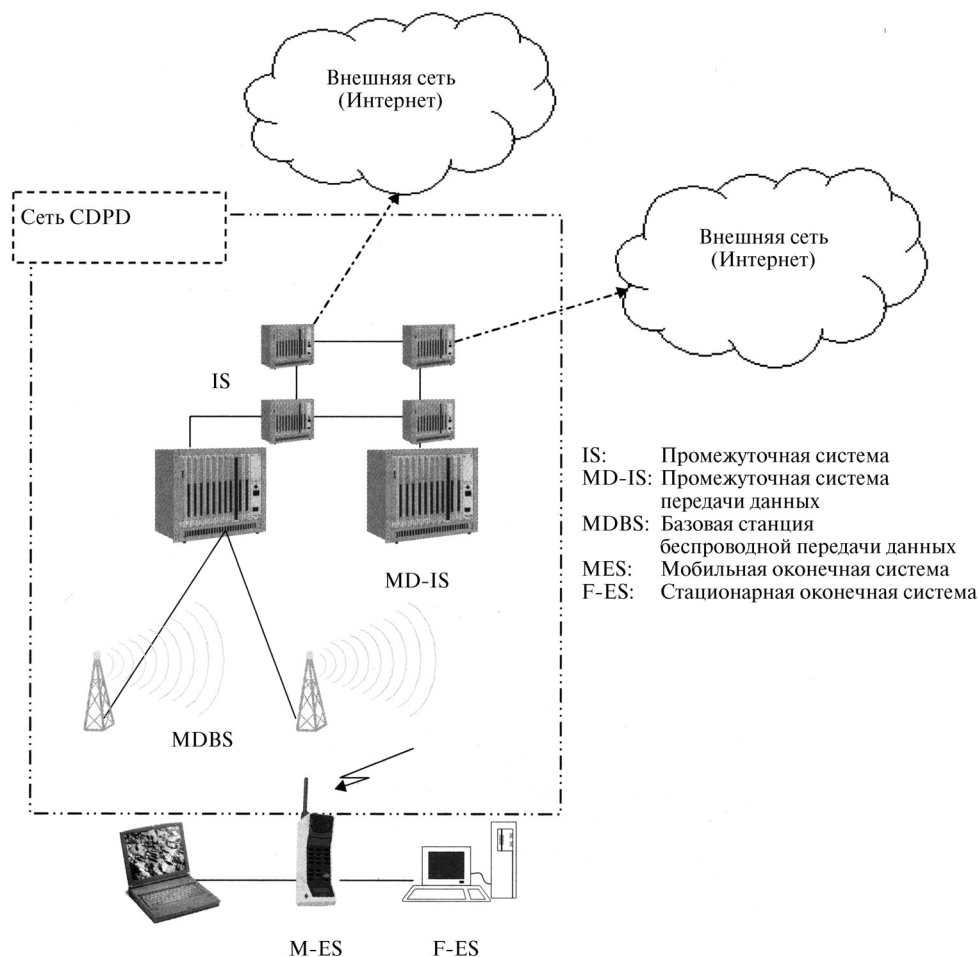 Внешняя сеть
(Интернет)
Сеть CDPD
Внешняя сеть
(Интернет)
IS
IS: Промежуточная система
MD-IS: Промежуточная система
передачи данных
MDBS: Базовая станция
беспроводной передачи данных
MES: Мобильная оконечная система
F-ES: Стационарная оконечная система
MD-IS
MDBS
M-ES
F-ES